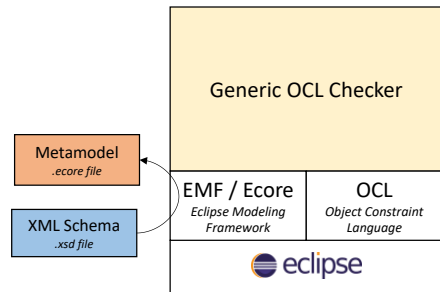 Generic OCL Checker
Metamodel
.ecore file
XML Schema
.xsd file
EMF / Ecore
Eclipse Modeling
Framework
OCL
Object Constraint
Language
eclipse